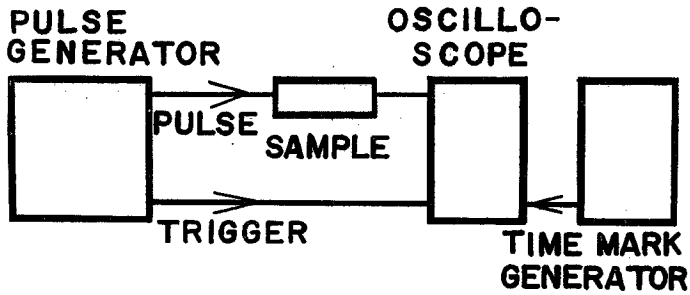 PULSE
GENERATOR
OSCILLO-
SCOPE
PULSE
SAMPLE
TRIGGER
TIME MARK
GENERATOR